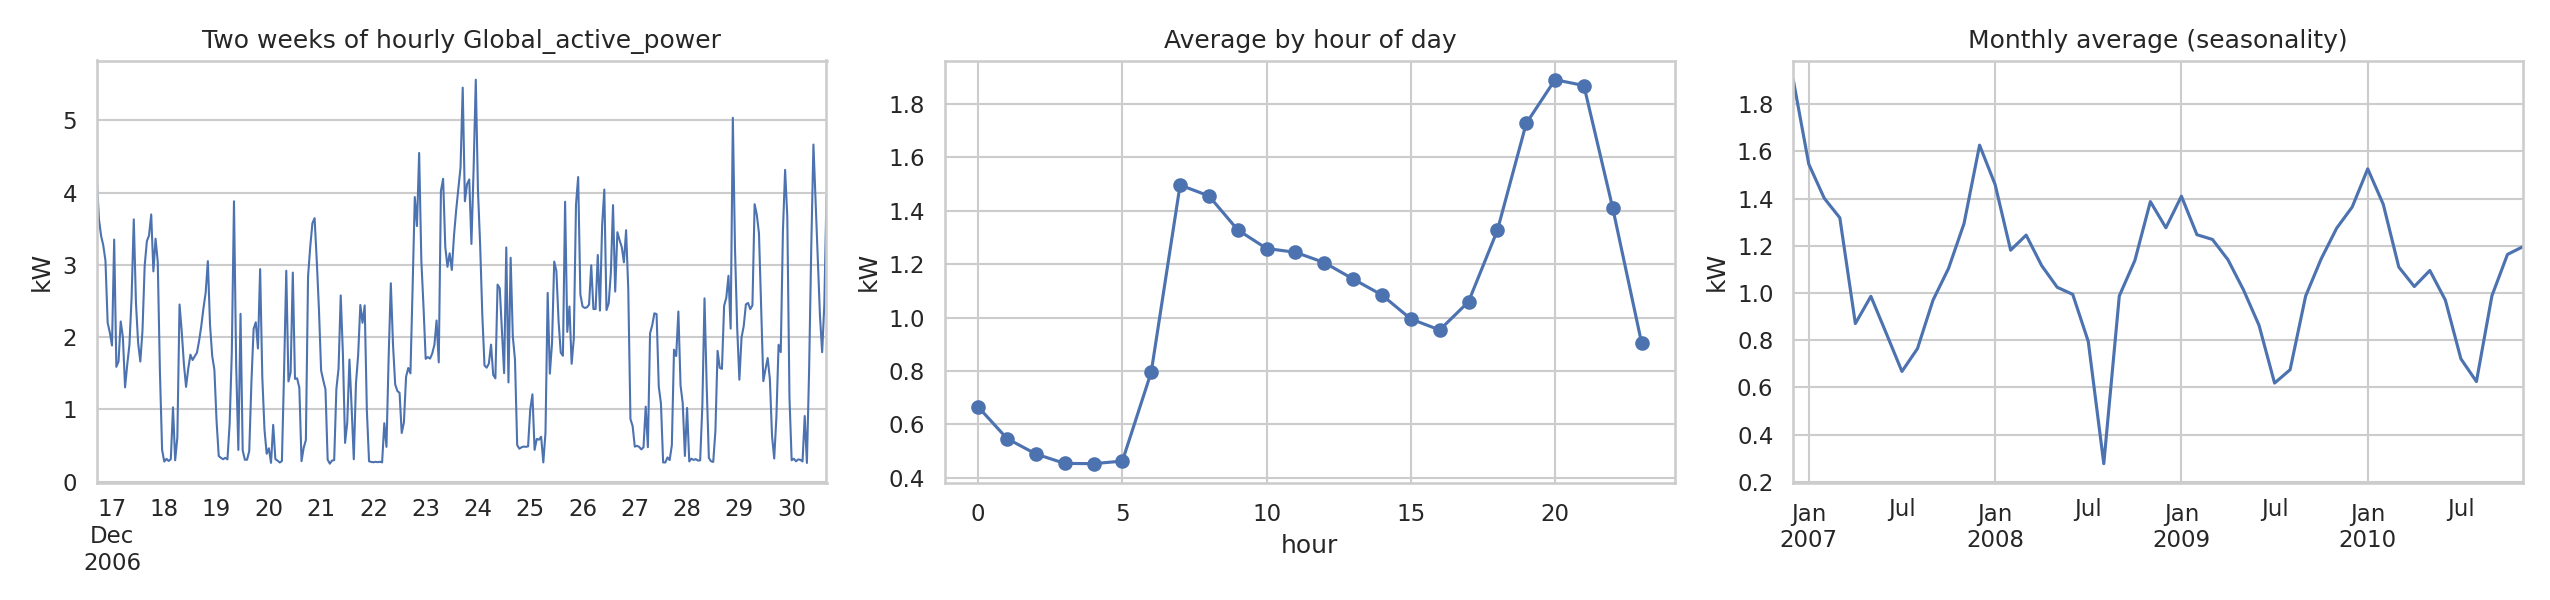 Two weeks of hourly Global_active_power
kW
5
4
3
2
1
0
17 18 19 20 21 22 23 24 25 26 27 28 29 30
Dec
2006
Average by hour of day
kW
1.8
1.6
1.4
1.2
1.0
0.8
0.6
0.4
0 5 10 15 20
hour
Monthly average (seasonality)
kW
1.8
1.6
1.4
1.2
1.0
0.8
0.6
0.4
0.2
Jan Jul Jan Jul Jan Jul Jan Jul
2007 2008 2009 2010